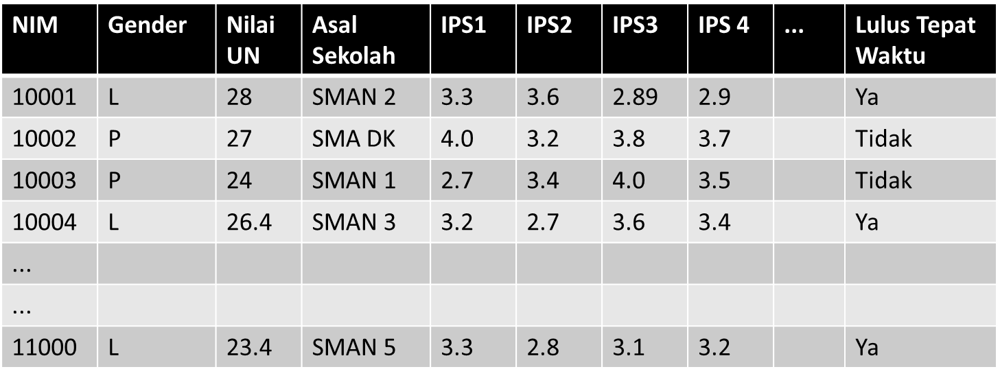 NIM Gender Nilai UN Asal Sekolah IPS1 IPS2 IPS3 IPS 4 ... Lulus Tepat Waktu
10001 L 28 SMAN 2 3.3 3.6 2.89 2.9 Ya
10002 P 27 SMA DK 4.0 3.2 3.8 3.7 Tidak
10003 P 24 SMAN 1 2.7 3.4 4.0 3.5 Tidak
10004 L 26.4 SMAN 3 3.2 2.7 3.6 3.4 Ya
...
...
11000 L 23.4 SMAN 5 3.3 2.8 3.1 3.2 Ya